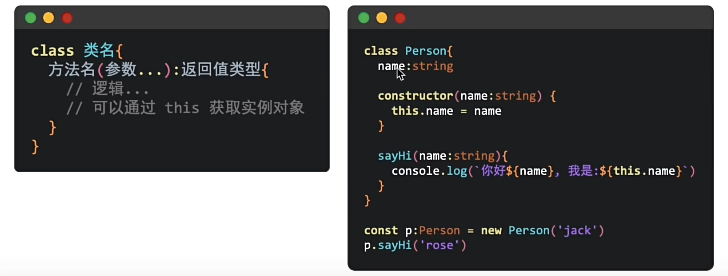 class 类名{
  方法名(参数...):返回值类型{
    // 逻辑...
    // 可以通过 this 获取实例对象
  }
}
class Person{
  name:string
  constructor(name:string) {
    this.name = name
  }
  sayHi(name:string){
    console.log(`你好${name}, 我是:${this.name}`)
  }
}
const p:Person = new Person('jack')
p.sayHi('rose')